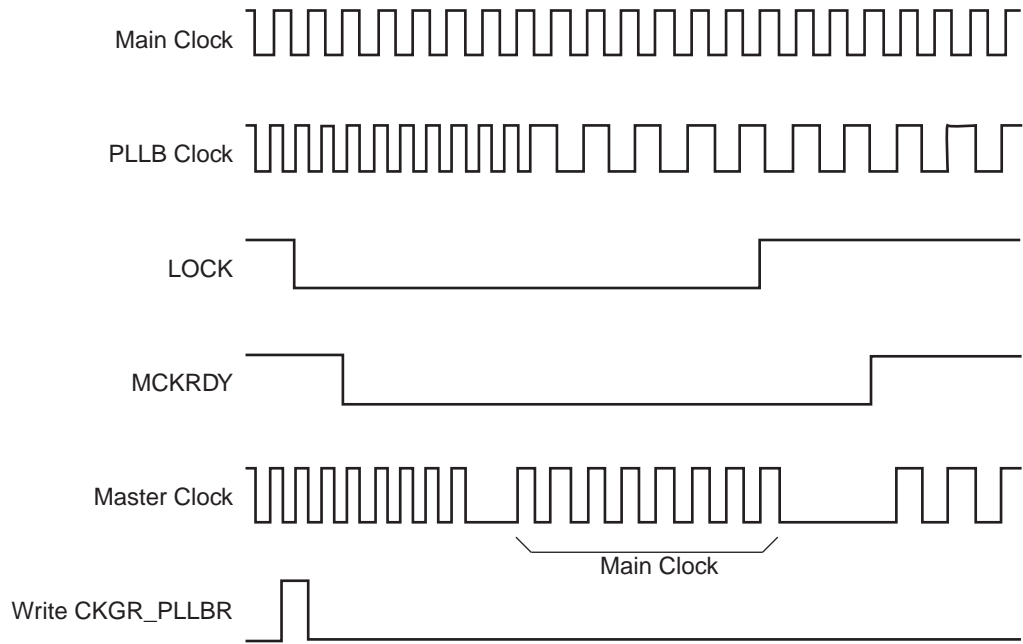 Main Clock
PLLB Clock
LOCK
MCKRDY
Master Clock
Main Clock
Write CKGR_PLLBR